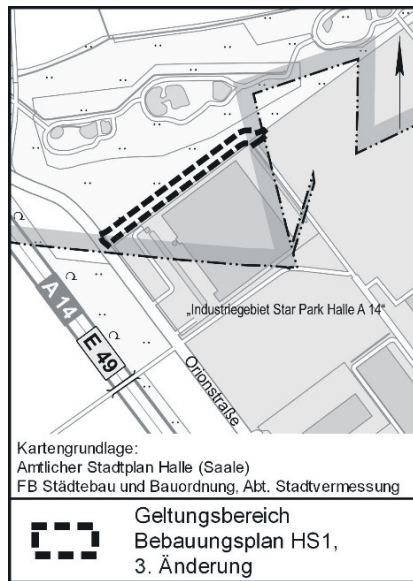 „Industriegebiet Star Park Halle A 14“
A 14
E 49
Orionstraße
Kartengrundlage:
Amtlicher Stadtplan Halle (Saale)
FB Städtebau und Bauordnung, Abt. Stadtvermessung
Geltungsbereich
Bebauungsplan HS1,
3. Änderung